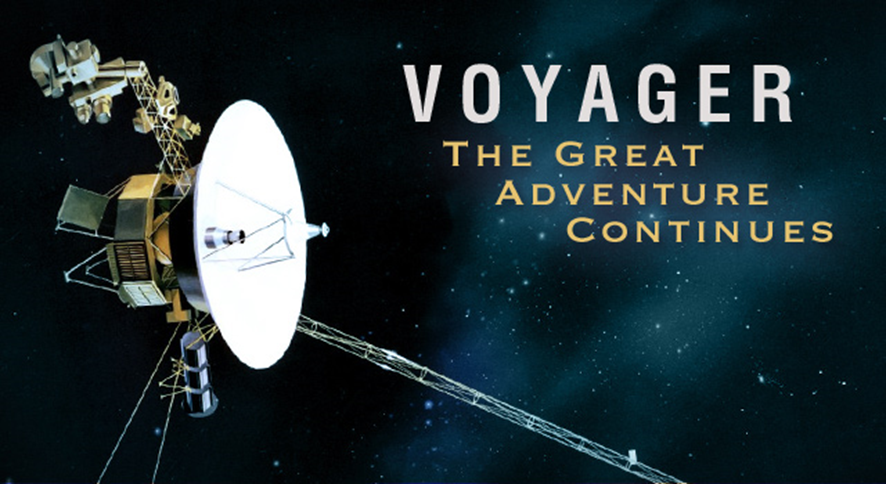 VOYAGER
THE GREAT
ADVENTURE
CONTINUES